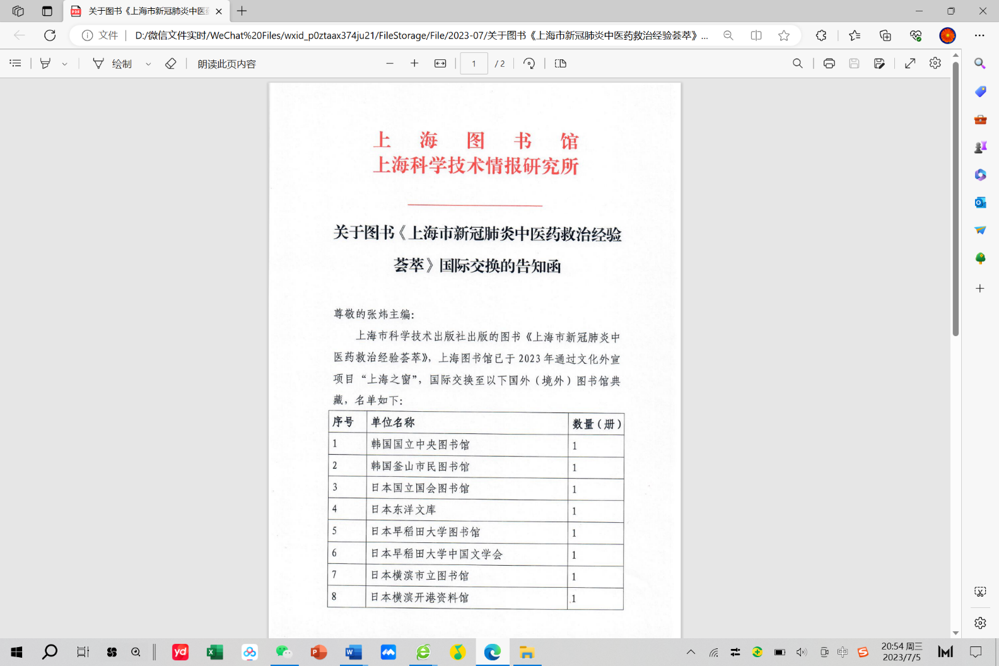 关于图书《上海市新冠肺炎中医
文件
D:/微信文件实时/WeChat%20Files/wxid_p0ztaax374ju21/FileStorage/File/2023-07/关于图书《上海市新冠肺炎中医药救治经验荟萃》...
绘制
朗读此页内容
1
/ 2
上海图书馆
上海科学技术情报研究所
关于图书《上海市新冠肺炎中医药救治经验
荟萃》国际交换的告知函
尊敬的张炜主编：
上海市科学技术出版社出版的图书《上海市新冠肺炎中
医药救治经验荟萃》，上海图书馆已于 2023 年通过文化外宣
项目“上海之窗”，国际交换至以下国外（境外）图书馆典
藏，名单如下：
序号 单位名称 数量（册）
1 韩国国立中央图书馆 1
2 韩国釜山市民图书馆 1
3 日本国立国会图书馆 1
4 日本东洋文库 1
5 日本早稻田大学图书馆 1
6 日本早稻田大学中国文学会 1
7 日本横滨市立图书馆 1
8 日本横滨开港资料馆 1
yd
中
20:54 周三
2023/7/5